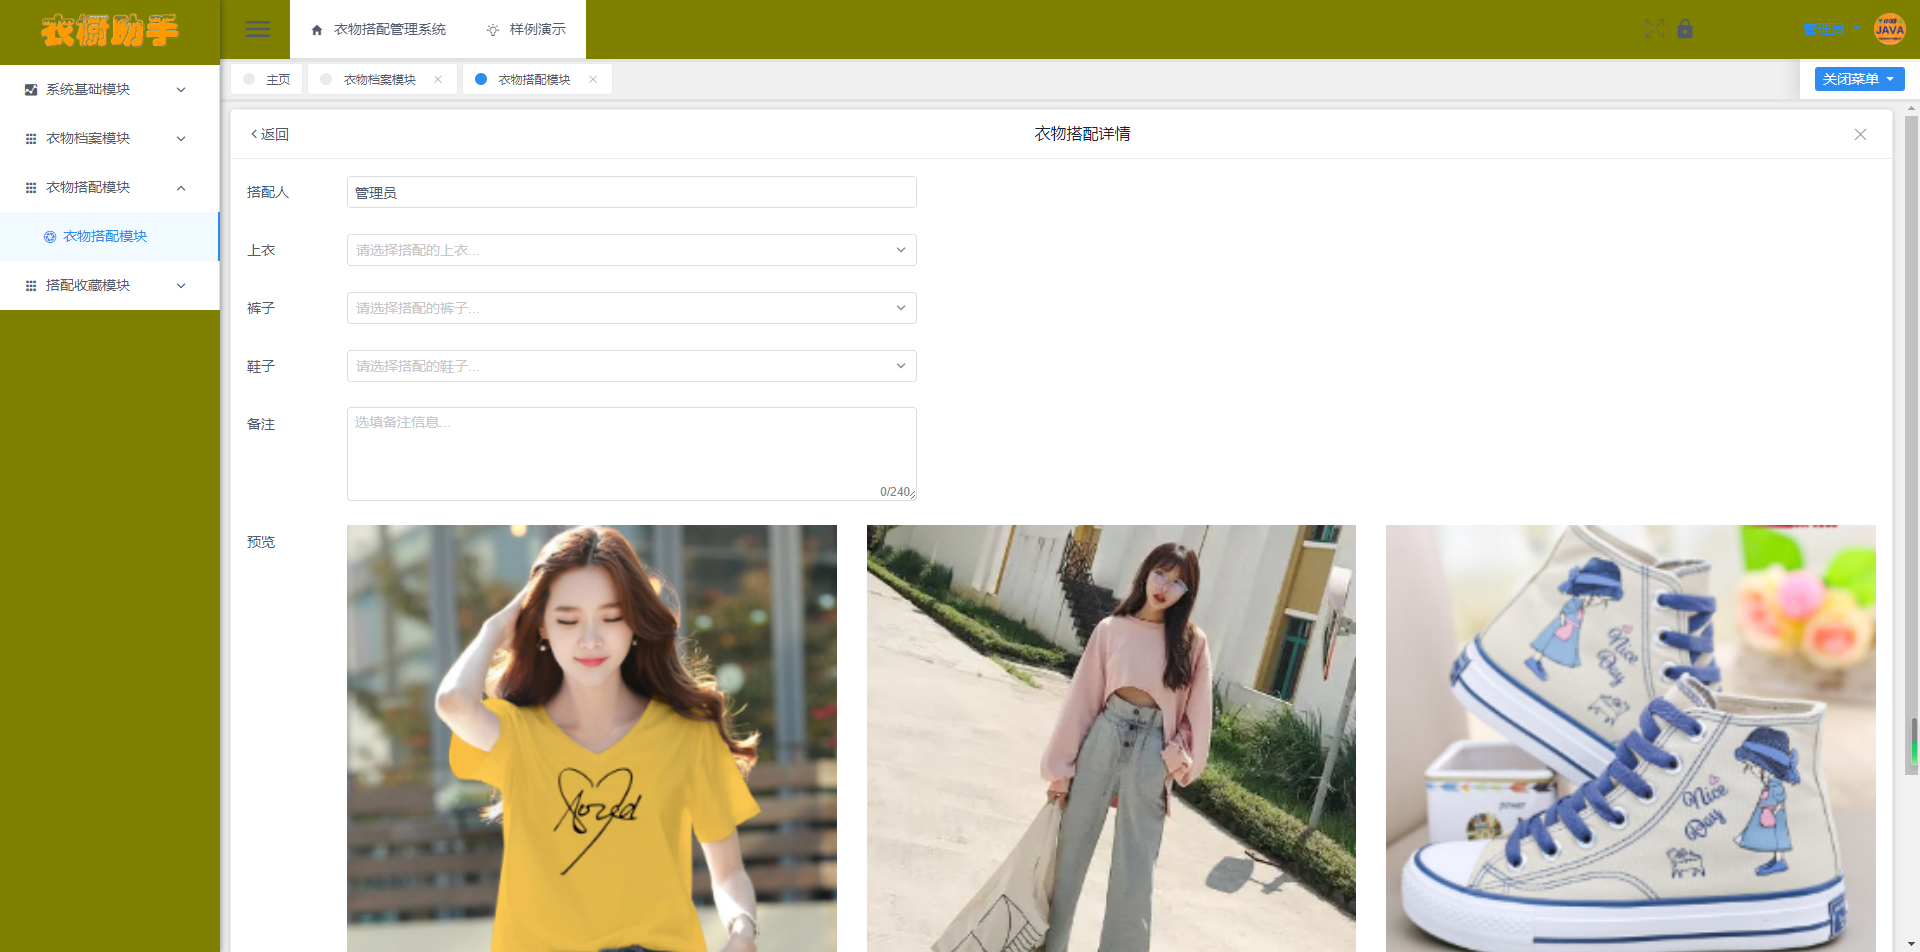 衣橱助手
衣物搭配管理系统
样例演示
管理员
JAVA
系统基础模块
衣物档案模块
衣物搭配模块
衣物搭配模块
搭配收藏模块
主页
衣物档案模块
衣物搭配模块
关闭菜单
返回
衣物搭配详情
搭配人
管理员
上衣
请选择搭配的上衣...
裤子
请选择搭配的裤子...
鞋子
请选择搭配的鞋子...
备注
选填备注信息...
0/240
预览
Nice
Day
Nice
Day
power